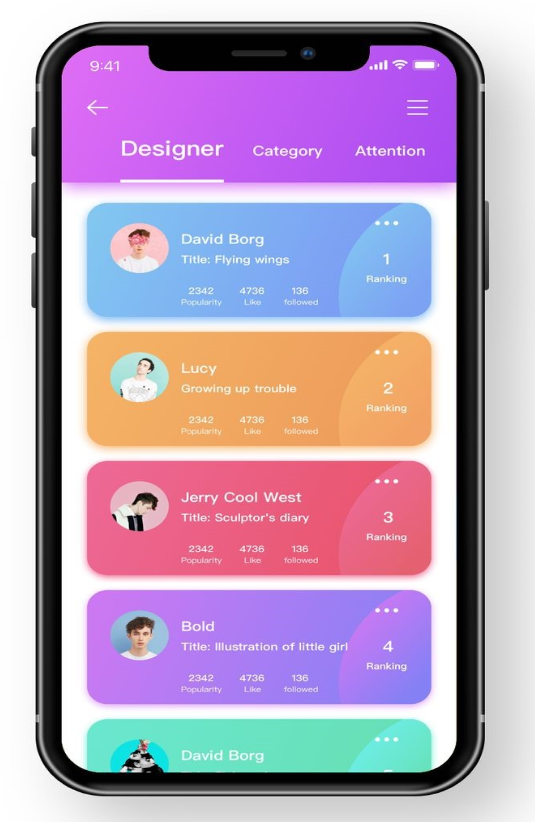 9:41
Designer Category Attention
David Borg
Title: Flying wings
2342 4736 136
Popularity Like followed
1
Ranking
Lucy
Growing up trouble
2342 4736 136
Popularity Like followed
2
Ranking
Jerry Cool West
Title: Sculptor's diary
2342 4736 136
Popularity Like followed
3
Ranking
Bold
Title: Illustration of little girl
2342 4736 136
Popularity Like followed
4
Ranking
David Borg